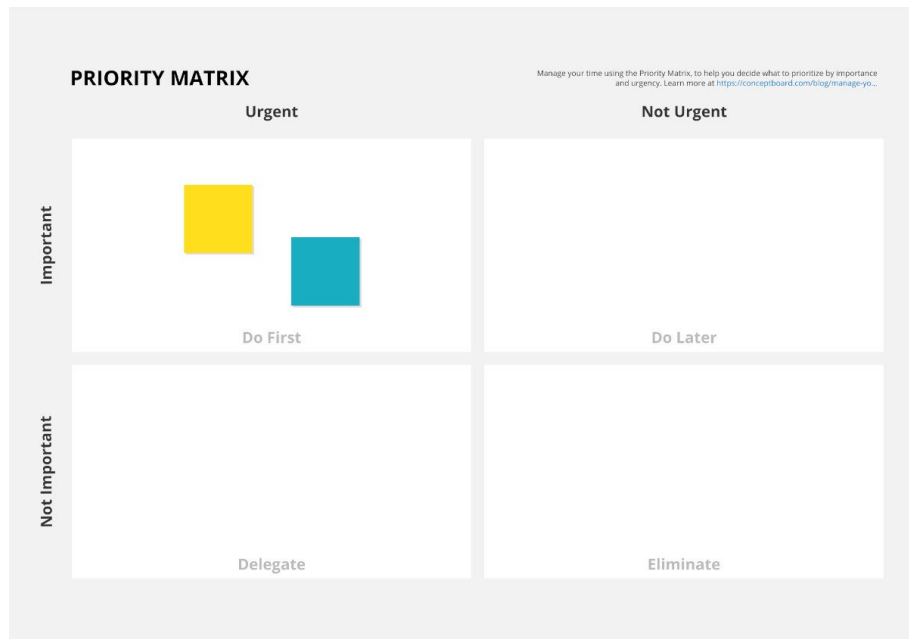 PRIORITY MATRIX
Manage your time using the Priority Matrix, to help you decide what to prioritize by importance
and urgency. Learn more at https://conceptboard.com/blog/manage-yo...
Urgent
Not Urgent
Important
Do First
Do Later
Not Important
Delegate
Eliminate